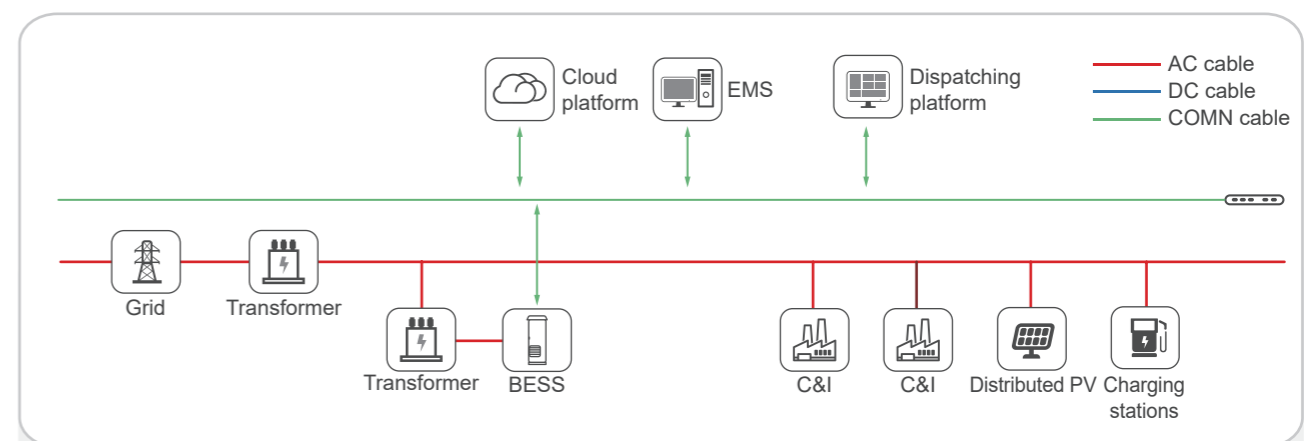 Cloud
platform
EMS
Dispatching
platform
AC cable
DC cable
COMN cable
Grid
Transformer
Transformer
BESS
C&I
C&I
Distributed PV
Charging
stations